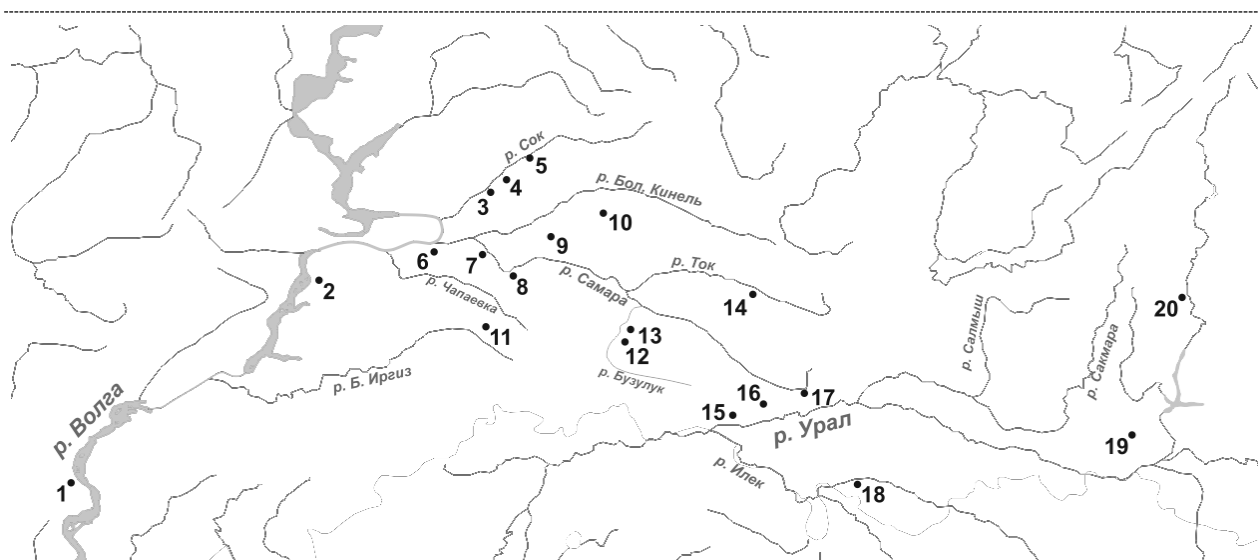 р. Сок
5
4
3
р. Бол. Кинель
10
9
6
7
8
р. Чапаевка
р. Самара
р. Ток
14
2
11
13
12
р. Бузулук
р. Б. Иргиз
р. Волга
1
15
16
17
р. Урал
р. Илек
18
р. Салмыш
р. Сакмара
19
20